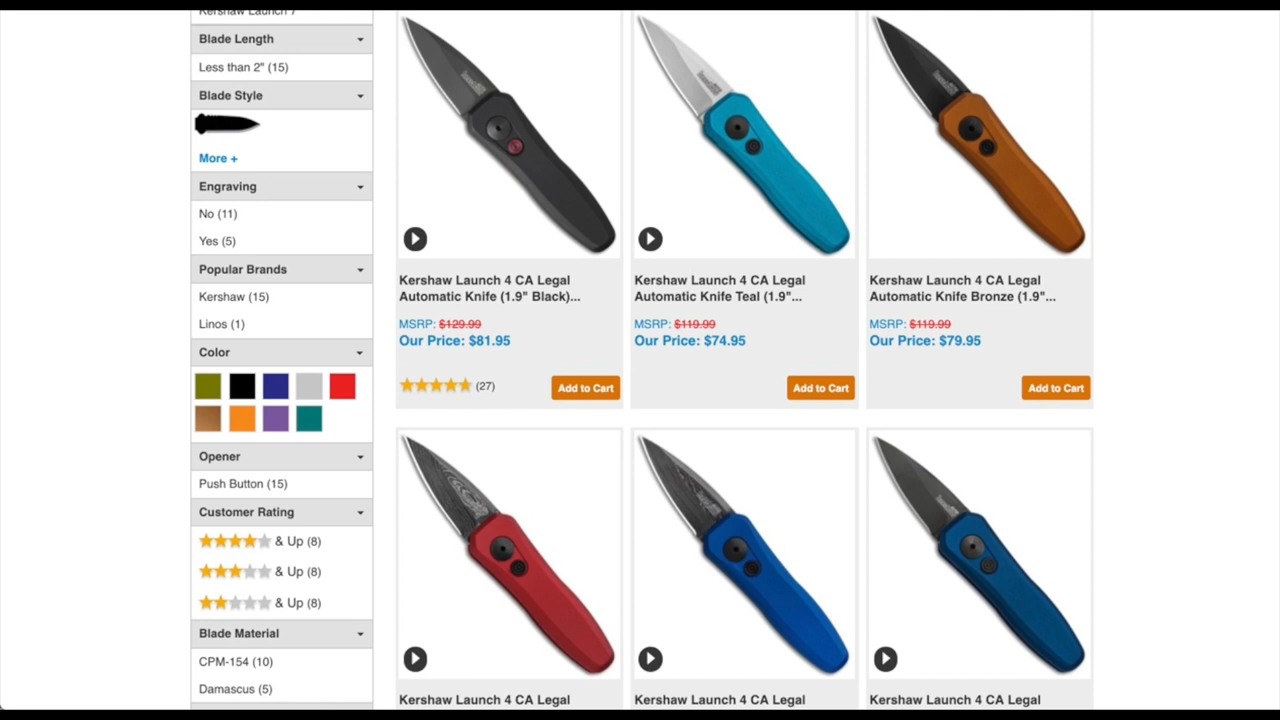 Kershaw Launch 7
Blade Length
Less than 2" (15)
Blade Style
More +
Engraving
No (11)
Yes (5)
Popular Brands
Kershaw (15)
Linos (1)
Color
Opener
Push Button (15)
Customer Rating
& Up (8)
& Up (8)
& Up (8)
Blade Material
CPM-154 (10)
Damascus (5)
Kershaw Launch 4 CA Legal
Automatic Knife (1.9" Black)...
MSRP: $129.99
Our Price: $81.95
(27)
Add to Cart
Kershaw Launch 4 CA Legal
Automatic Knife Teal (1.9"...
MSRP: $119.99
Our Price: $74.95
Add to Cart
Kershaw Launch 4 CA Legal
Automatic Knife Bronze (1.9"...
MSRP: $119.99
Our Price: $79.95
Add to Cart
Kershaw Launch 4 CA Legal
Kershaw Launch 4 CA Legal
Kershaw Launch 4 CA Legal